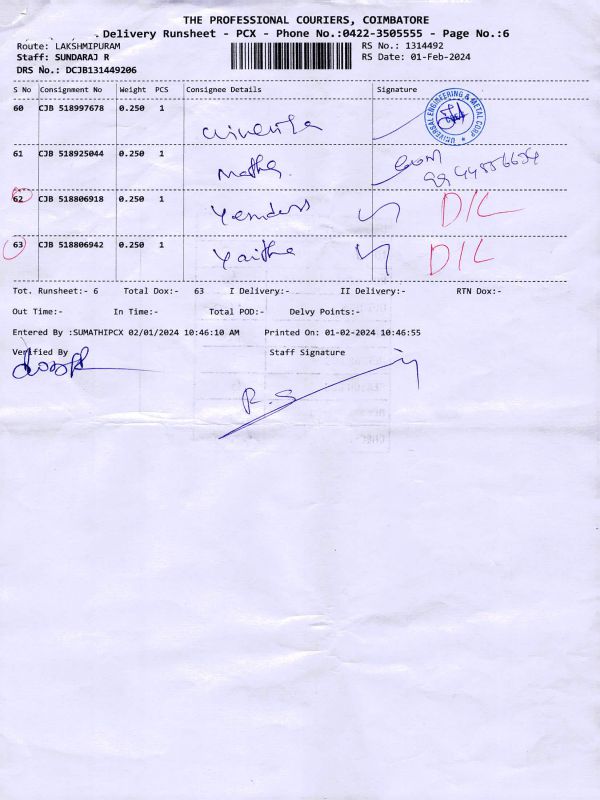 THE PROFESSIONAL COURIERS, COIMBATORE
Delivery Runsheet - PCX - Phone No.:0422-3505555 - Page No.:6
Route: LAKSHMIPURAM
RS No.: 1314492
Staff: SUNDARAJ R
RS Date: 01-Feb-2024
DRS No.: DCJB131449206
S No Consignment No Weight PCS Consignee Details Signature
60 CJB 518997678 0.250 1
UNIVERSAL ENGINEERING & METAL CORP
61 CJB 518925044 0.250 1
62 CJB 518806918 0.250 1 D/L
63 CJB 518806942 0.250 1 D/L
Tot. Runsheet:- 6 Total Dox:- 63 I Delivery:- II Delivery:- RTN Dox:-
Out Time:- In Time:- Total POD:- Delvy Points:-
Entered By :SUMATHIPCX 02/01/2024 10:46:10 AM Printed On: 01-02-2024 10:46:55
Verified By Staff Signature
R.S